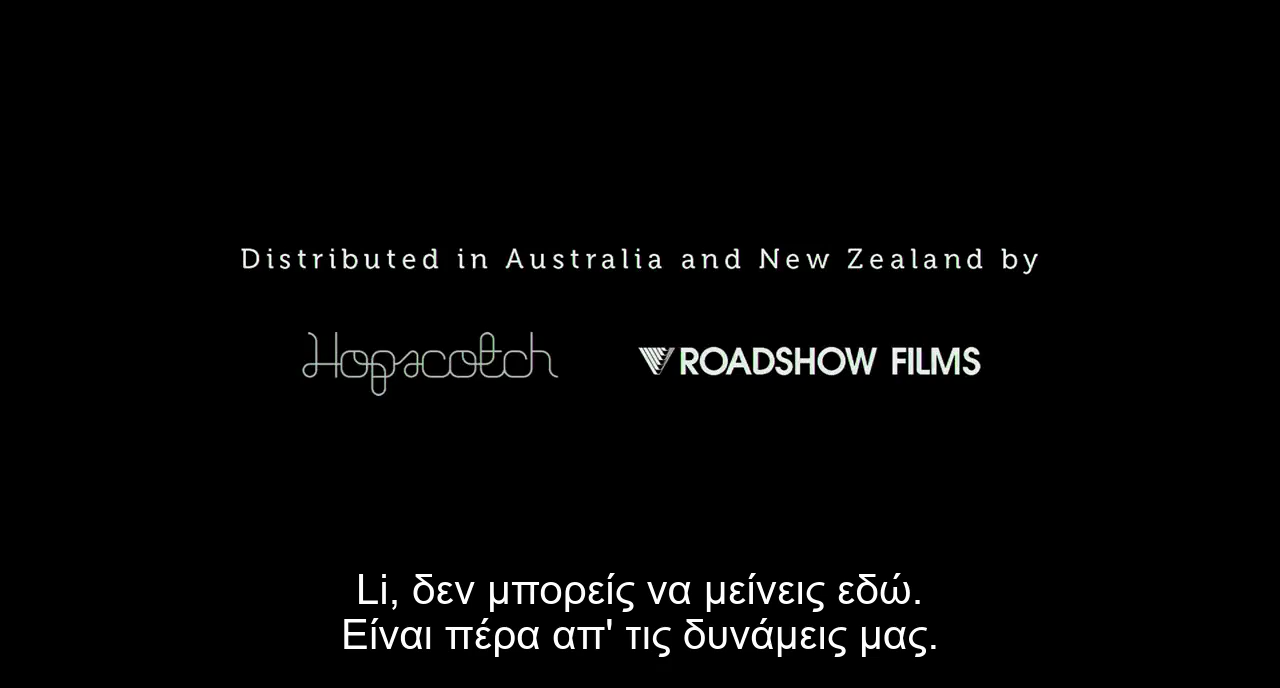 Distributed in Australia and New Zealand by
Hopscotch
ROADSHOW FILMS
Li, δεν μπορείς να μείνεις εδώ.
Είναι πέρα απ' τις δυνάμεις μας.